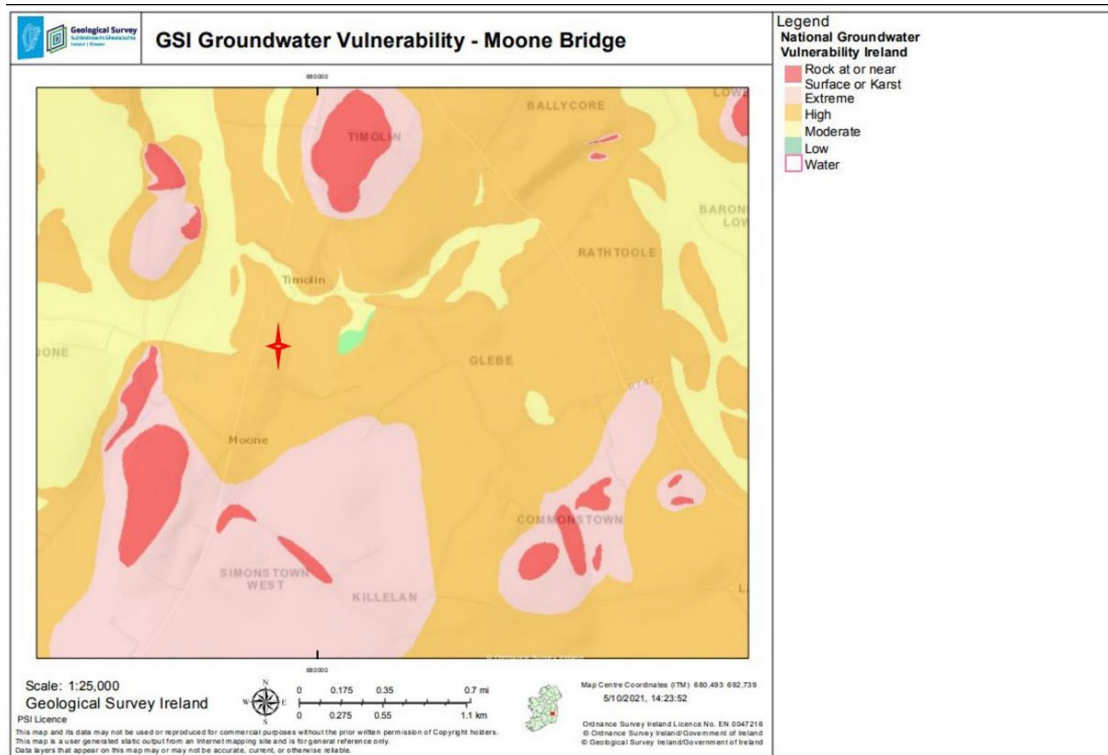 Geological Survey
Suirbhéireacht Gheolaíochta
Ireland | Éireann
GSI Groundwater Vulnerability - Moone Bridge
Legend
National Groundwater
Vulnerability Ireland
Rock at or near
Surface or Karst
Extreme
High
Moderate
Low
Water
680000
BALLYCORE
TIMOLIN
RATHTOOLE
Timolin
GLEBE
Moone
COMMONSTOWN
SIMONSTOWN
WEST
KILLELAN
© Ordnance Survey Ireland
680000
Scale: 1:25,000
Geological Survey Ireland
PSI Licence
N
W E
S
0 0.175 0.35 0.7 mi
0 0.275 0.55 1.1 km
Map Centre Coordinates (ITM) 680,493 692,739
5/10/2021, 14:23:52
This map and its data may not be used or reproduced for commercial purposes without the prior written permission of Copyright holders.
This map is a user generated static output from an Internet mapping site and is for general reference only.
Data layers that appear on this map may or may not be accurate, current, or otherwise reliable.
Ordnance Survey Ireland Licence No. EN 0047216
© Ordnance Survey Ireland/Government of Ireland
© Geological Survey Ireland/Government of Ireland